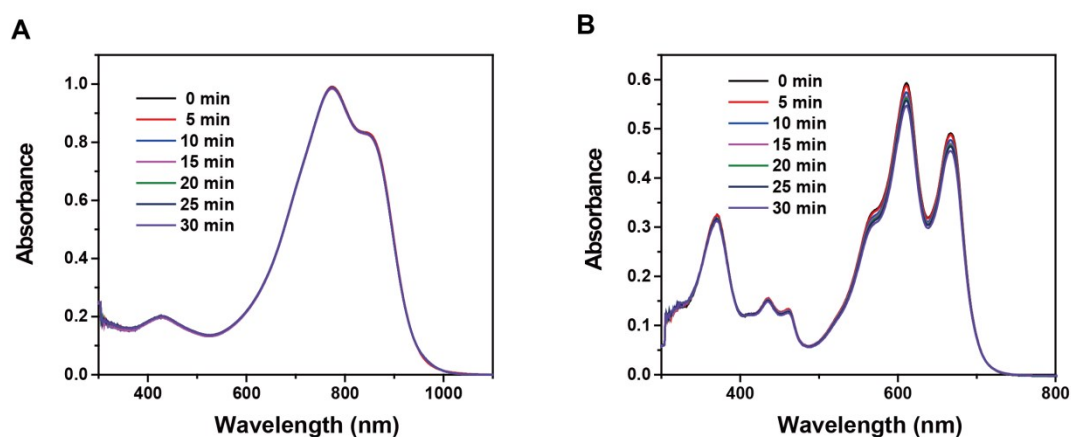 A
1.0
0.8
0.6
0.4
0.2
0.0
Absorbance
0 min
5 min
10 min
15 min
20 min
25 min
30 min
400 600 800 1000
Wavelength (nm)
B
0.6
0.5
0.4
0.3
0.2
0.1
0.0
Absorbance
0 min
5 min
10 min
15 min
20 min
25 min
30 min
400 600 800
Wavelength (nm)